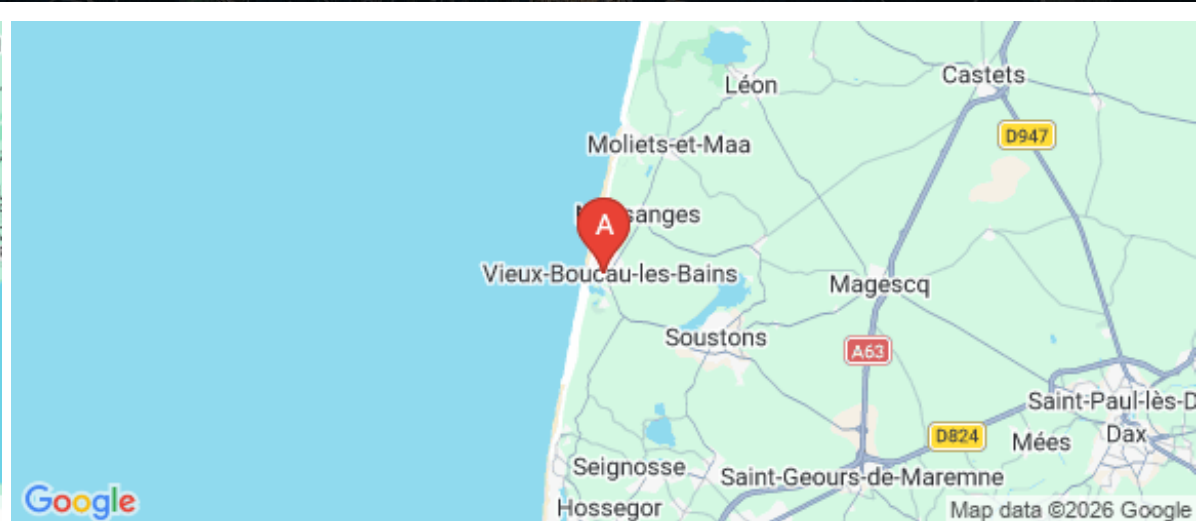 Léon
Castets
D947
Moliets-et-Maa
Vieux-Boucau-les-Bains
A
Magescq
Soustons
A63
Saint-Paul-lès-D
D824
Mées
Dax
Seignosse
Saint-Geours-de-Maremne
Hossegor
Google
Map data ©2026 Google